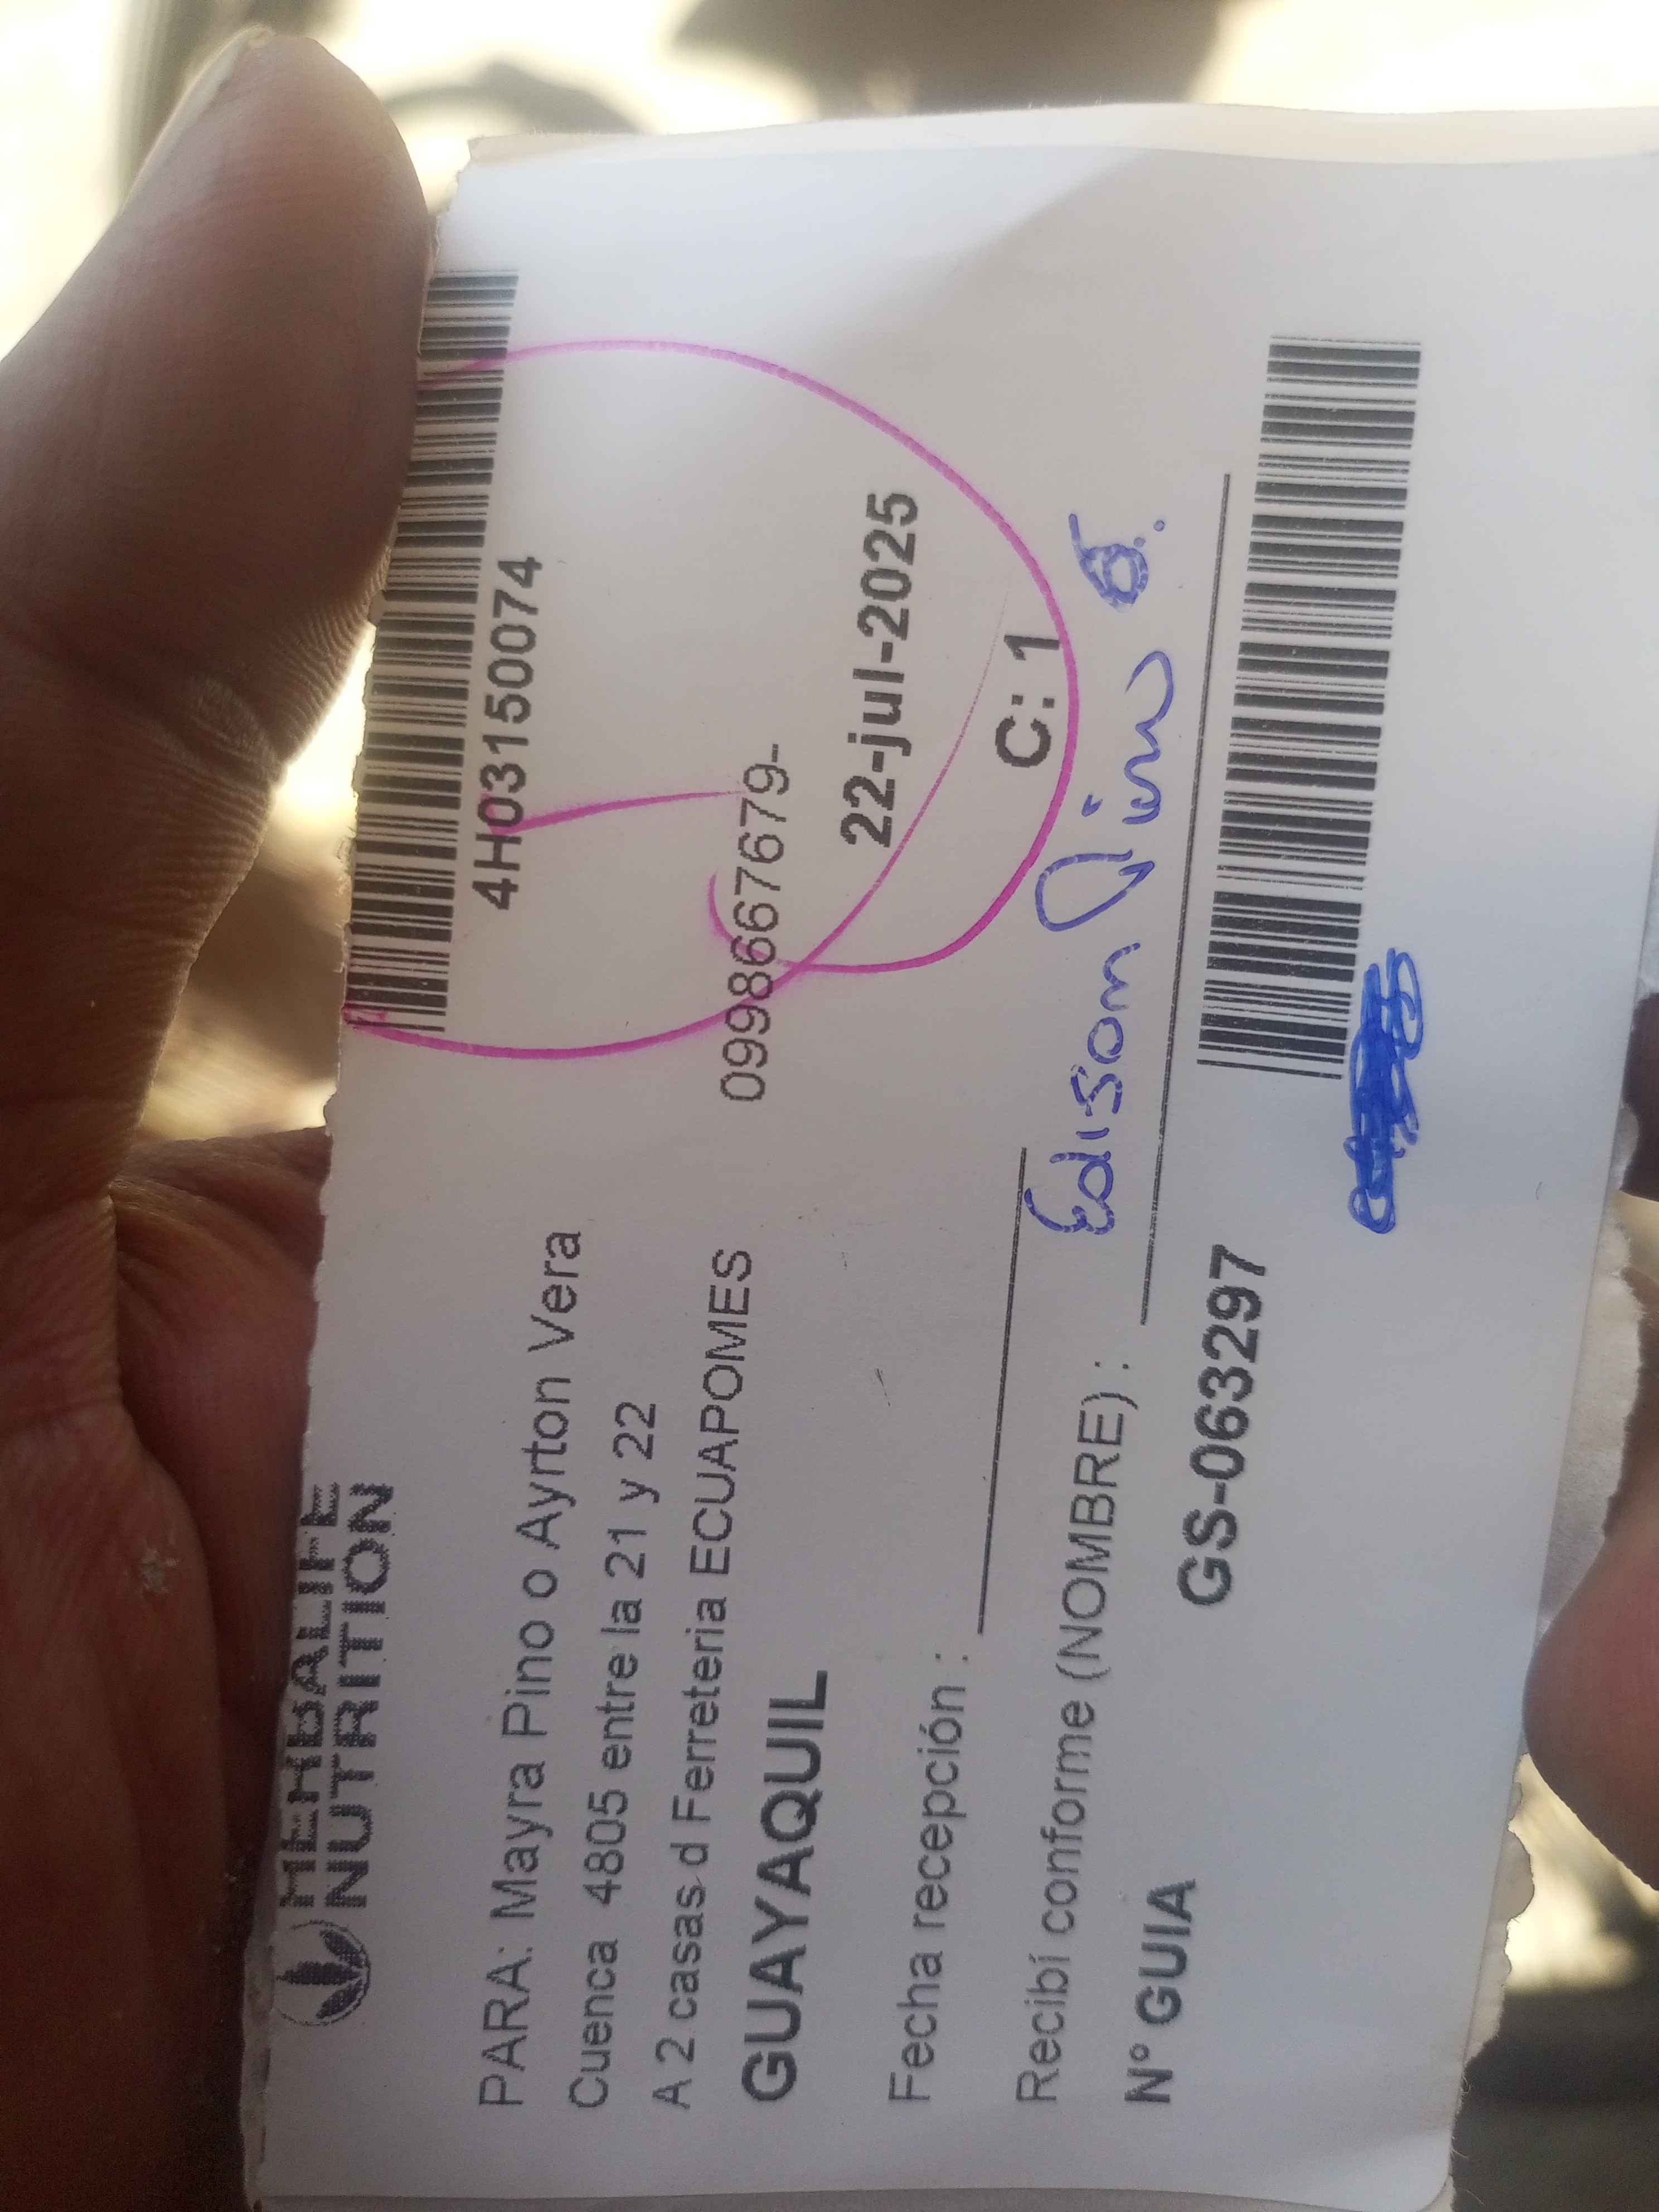 HERBALIFE
NUTRITION
4H03150074
PARA: Mayra Pino o Ayrton Vera
Cuenca 4805 entre la 21 y 22
A 2 casas d Ferreteria ECUAPOMES
0998667679-
GUAYAQUIL
22-jul-2025
Fecha recepción :
C: 1
Recibí conforme (NOMBRE) : Edison
Nº GUIA GS-063297